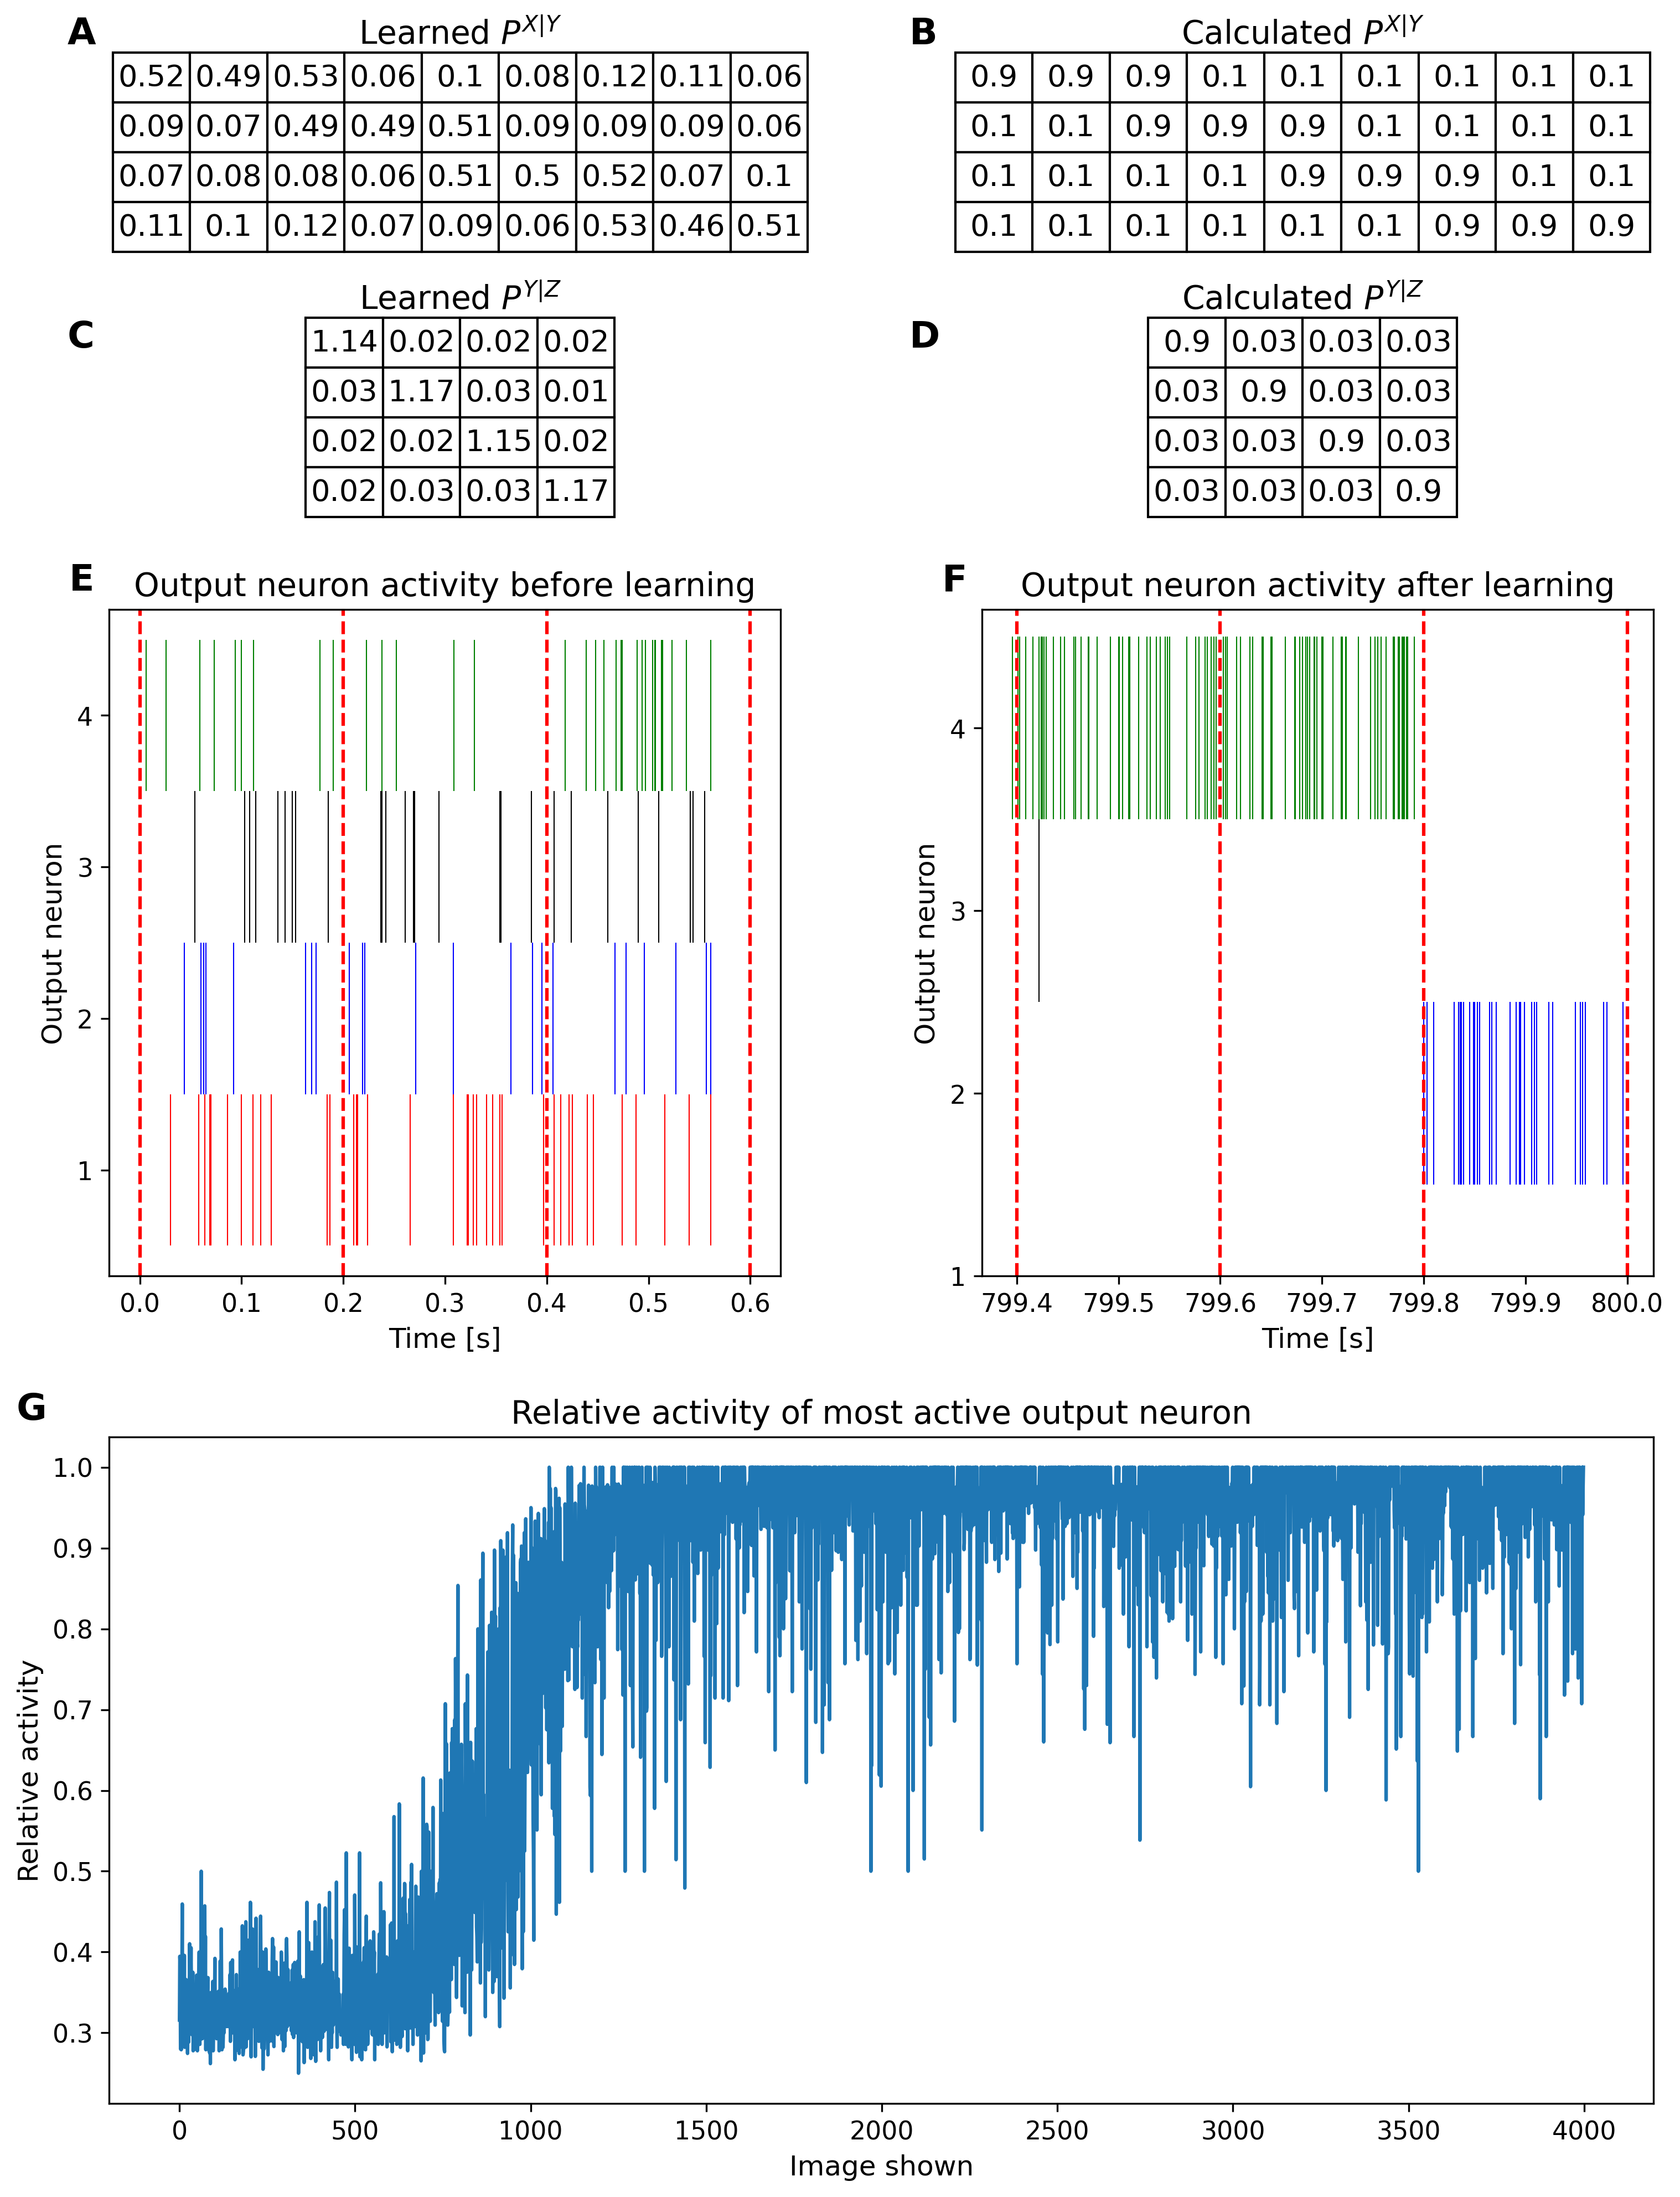 A Learned P^{X|Y}
0.52 0.49 0.53 0.06 0.1 0.08 0.12 0.11 0.06
0.09 0.07 0.49 0.49 0.51 0.09 0.09 0.09 0.06
0.07 0.08 0.08 0.06 0.51 0.5 0.52 0.07 0.1
0.11 0.1 0.12 0.07 0.09 0.06 0.53 0.46 0.51
B Calculated P^{X|Y}
0.9 0.9 0.9 0.1 0.1 0.1 0.1 0.1 0.1
0.1 0.1 0.9 0.9 0.9 0.1 0.1 0.1 0.1
0.1 0.1 0.1 0.1 0.9 0.9 0.9 0.1 0.1
0.1 0.1 0.1 0.1 0.1 0.1 0.9 0.9 0.9
C Learned P^{Y|Z}
1.14 0.02 0.02 0.02
0.03 1.17 0.03 0.01
0.02 0.02 1.15 0.02
0.02 0.03 0.03 1.17
D Calculated P^{Y|Z}
0.9 0.03 0.03 0.03
0.03 0.9 0.03 0.03
0.03 0.03 0.9 0.03
0.03 0.03 0.03 0.9
E Output neuron activity before learning
Output neuron
4
3
2
1
0.0 0.1 0.2 0.3 0.4 0.5 0.6
Time [s]
F Output neuron activity after learning
Output neuron
4
3
2
1
799.4 799.5 799.6 799.7 799.8 799.9 800.0
Time [s]
G Relative activity of most active output neuron
Relative activity
1.0
0.9
0.8
0.7
0.6
0.5
0.4
0.3
0 500 1000 1500 2000 2500 3000 3500 4000
Image shown